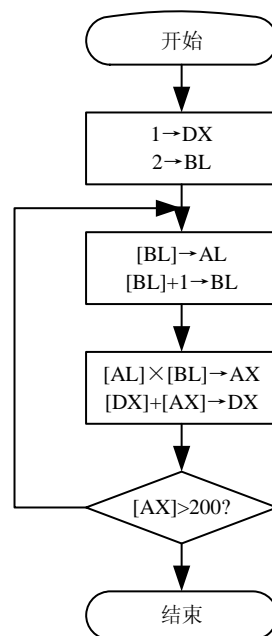 开始
1→DX
2→BL
[BL]→AL
[BL]+1→BL
[AL]×[BL]→AX
[DX]+[AX]→DX
[AX]>200?
结束